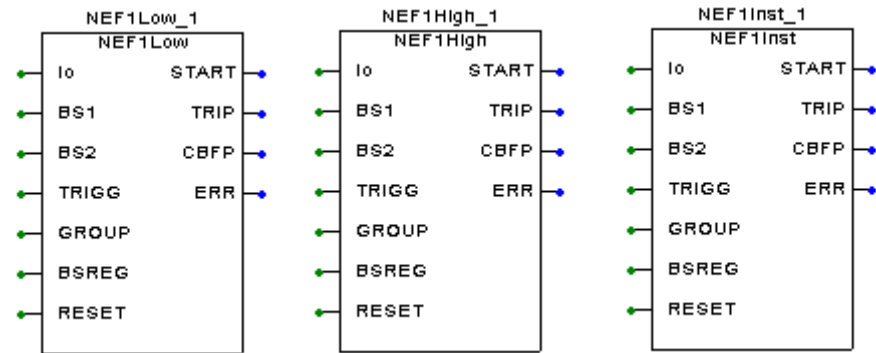 NEF1Low_1
NEF1Low
Io START
BS1 TRIP
BS2 CBFP
TRIGG ERR
GROUP
BSREG
RESET
NEF1High_1
NEF1High
Io START
BS1 TRIP
BS2 CBFP
TRIGG ERR
GROUP
BSREG
RESET
NEF1Inst_1
NEF1Inst
Io START
BS1 TRIP
BS2 CBFP
TRIGG ERR
GROUP
BSREG
RESET